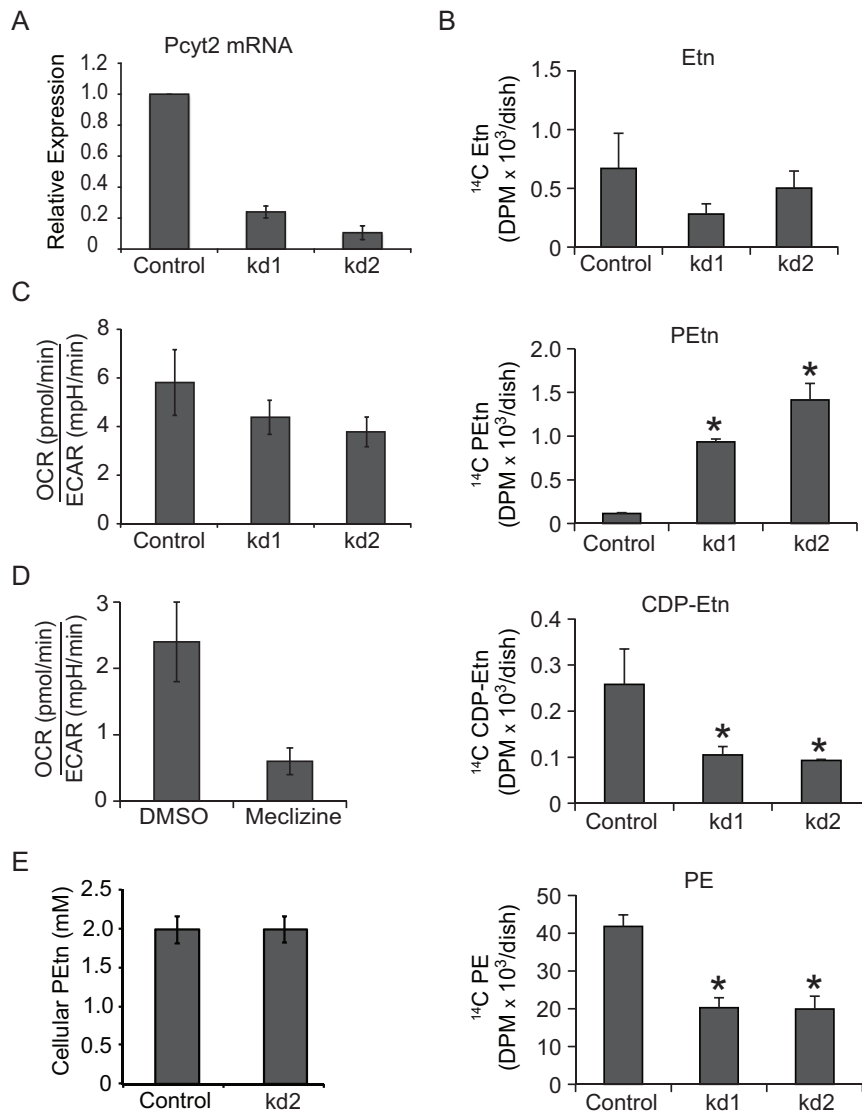 A
Pcyt2 mRNA
Relative Expression
1.2
1.0
0.8
0.6
0.4
0.2
0
Control kd1 kd2
B
Etn
¹⁴C Etn
(DPM x 10³/dish)
1.5
1.0
0.5
0
Control kd1 kd2
PEtn
¹⁴C PEtn
(DPM x 10³/dish)
2.0
1.5
1.0
0.5
0
* *
Control kd1 kd2
CDP-Etn
¹⁴C CDP-Etn
(DPM x 10³/dish)
0.4
0.3
0.2
0.1
0
* *
Control kd1 kd2
PE
¹⁴C PE
(DPM x 10³/dish)
50
40
30
20
10
0
* *
Control kd1 kd2
C
OCR (pmol/min)
ECAR (mpH/min)
8
6
4
2
0
Control kd1 kd2
D
OCR (pmol/min)
ECAR (mpH/min)
3
2
1
0
DMSO Meclizine
E
Cellular PEtn (mM)
2.5
2.0
1.5
1.0
0.5
0
Control kd2